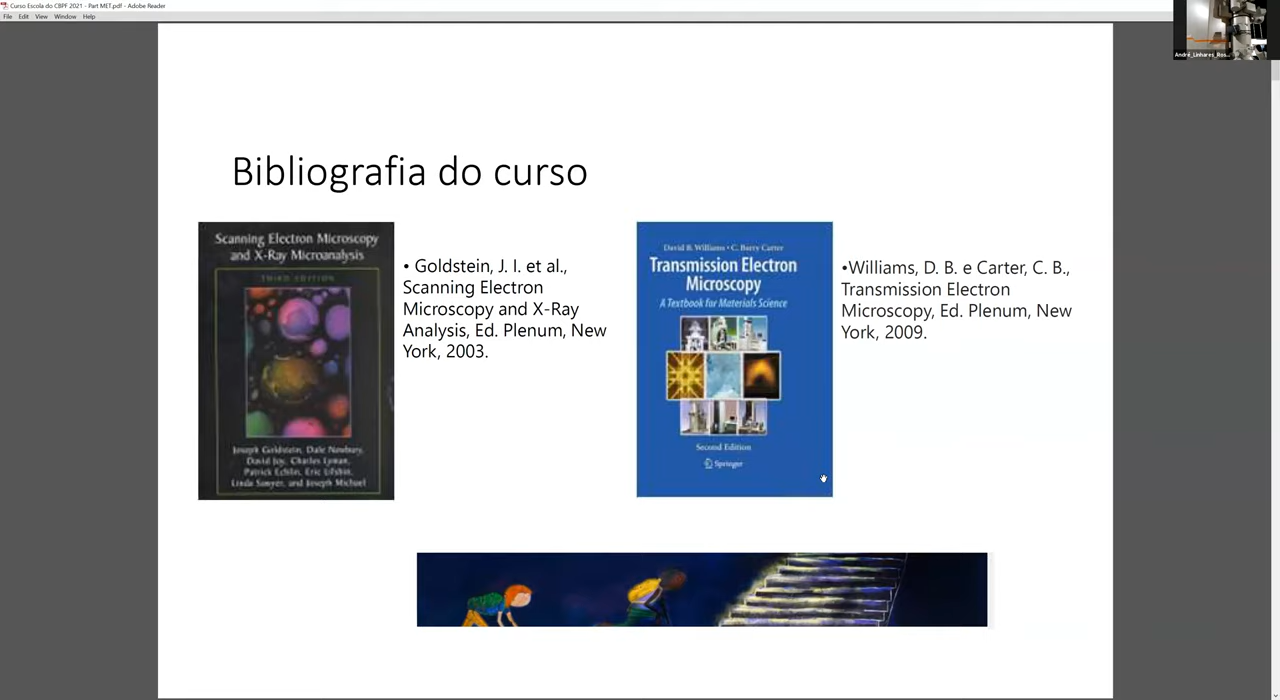 Curso Escola do CBPF 2021 - Part MET.pdf - Adobe Reader
File Edit View Window Help
André_Linhares_Ros...
Bibliografia do curso
Scanning Electron Microscopy
and X-Ray Microanalysis
THIRD EDITION
Joseph Goldstein, Dale Newbury,
David Joy, Charles Lyman,
Patrick Echlin, Eric Lifshin,
Linda Sawyer, and Joseph Michael
• Goldstein, J. I. et al.,
Scanning Electron
Microscopy and X-Ray
Analysis, Ed. Plenum, New
York, 2003.
David B. Williams • C. Barry Carter
Transmission Electron
Microscopy
A Textbook for Materials Science
Second Edition
Springer
•Williams, D. B. e Carter, C. B.,
Transmission Electron
Microscopy, Ed. Plenum, New
York, 2009.